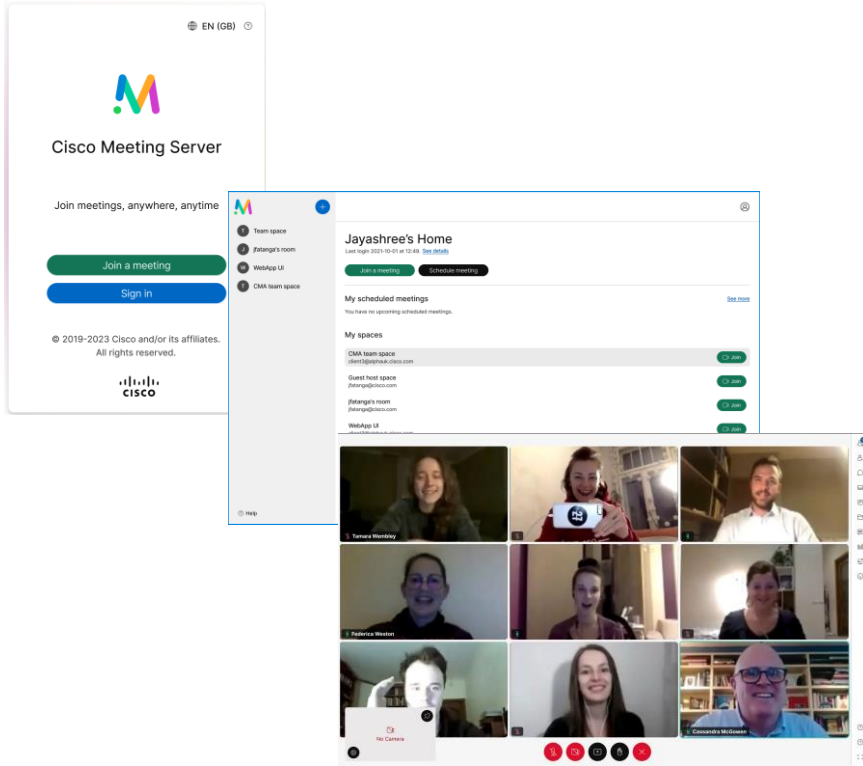 EN (GB)
Cisco Meeting Server
Join meetings, anywhere, anytime
Join a meeting
Sign in
© 2019-2023 Cisco and/or its affiliates.
All rights reserved.
CISCO
Team space
jfatanga's room
WebApp UI
CMA team space
Help
Jayashree's Home
Last login 2021-10-01 at 12:49. See details
Join a meeting
Schedule meeting
My scheduled meetings
See more
You have no upcoming scheduled meetings.
My spaces
CMA team space
Join
client3@alphauk.cisco.com
Guest host space
Join
jfatanga@cisco.com
jfatanga's room
Join
jfatanga@cisco.com
WebApp UI
Join
Tamara Wembley
Federica Weston
No Camera
Cassandra McGowen